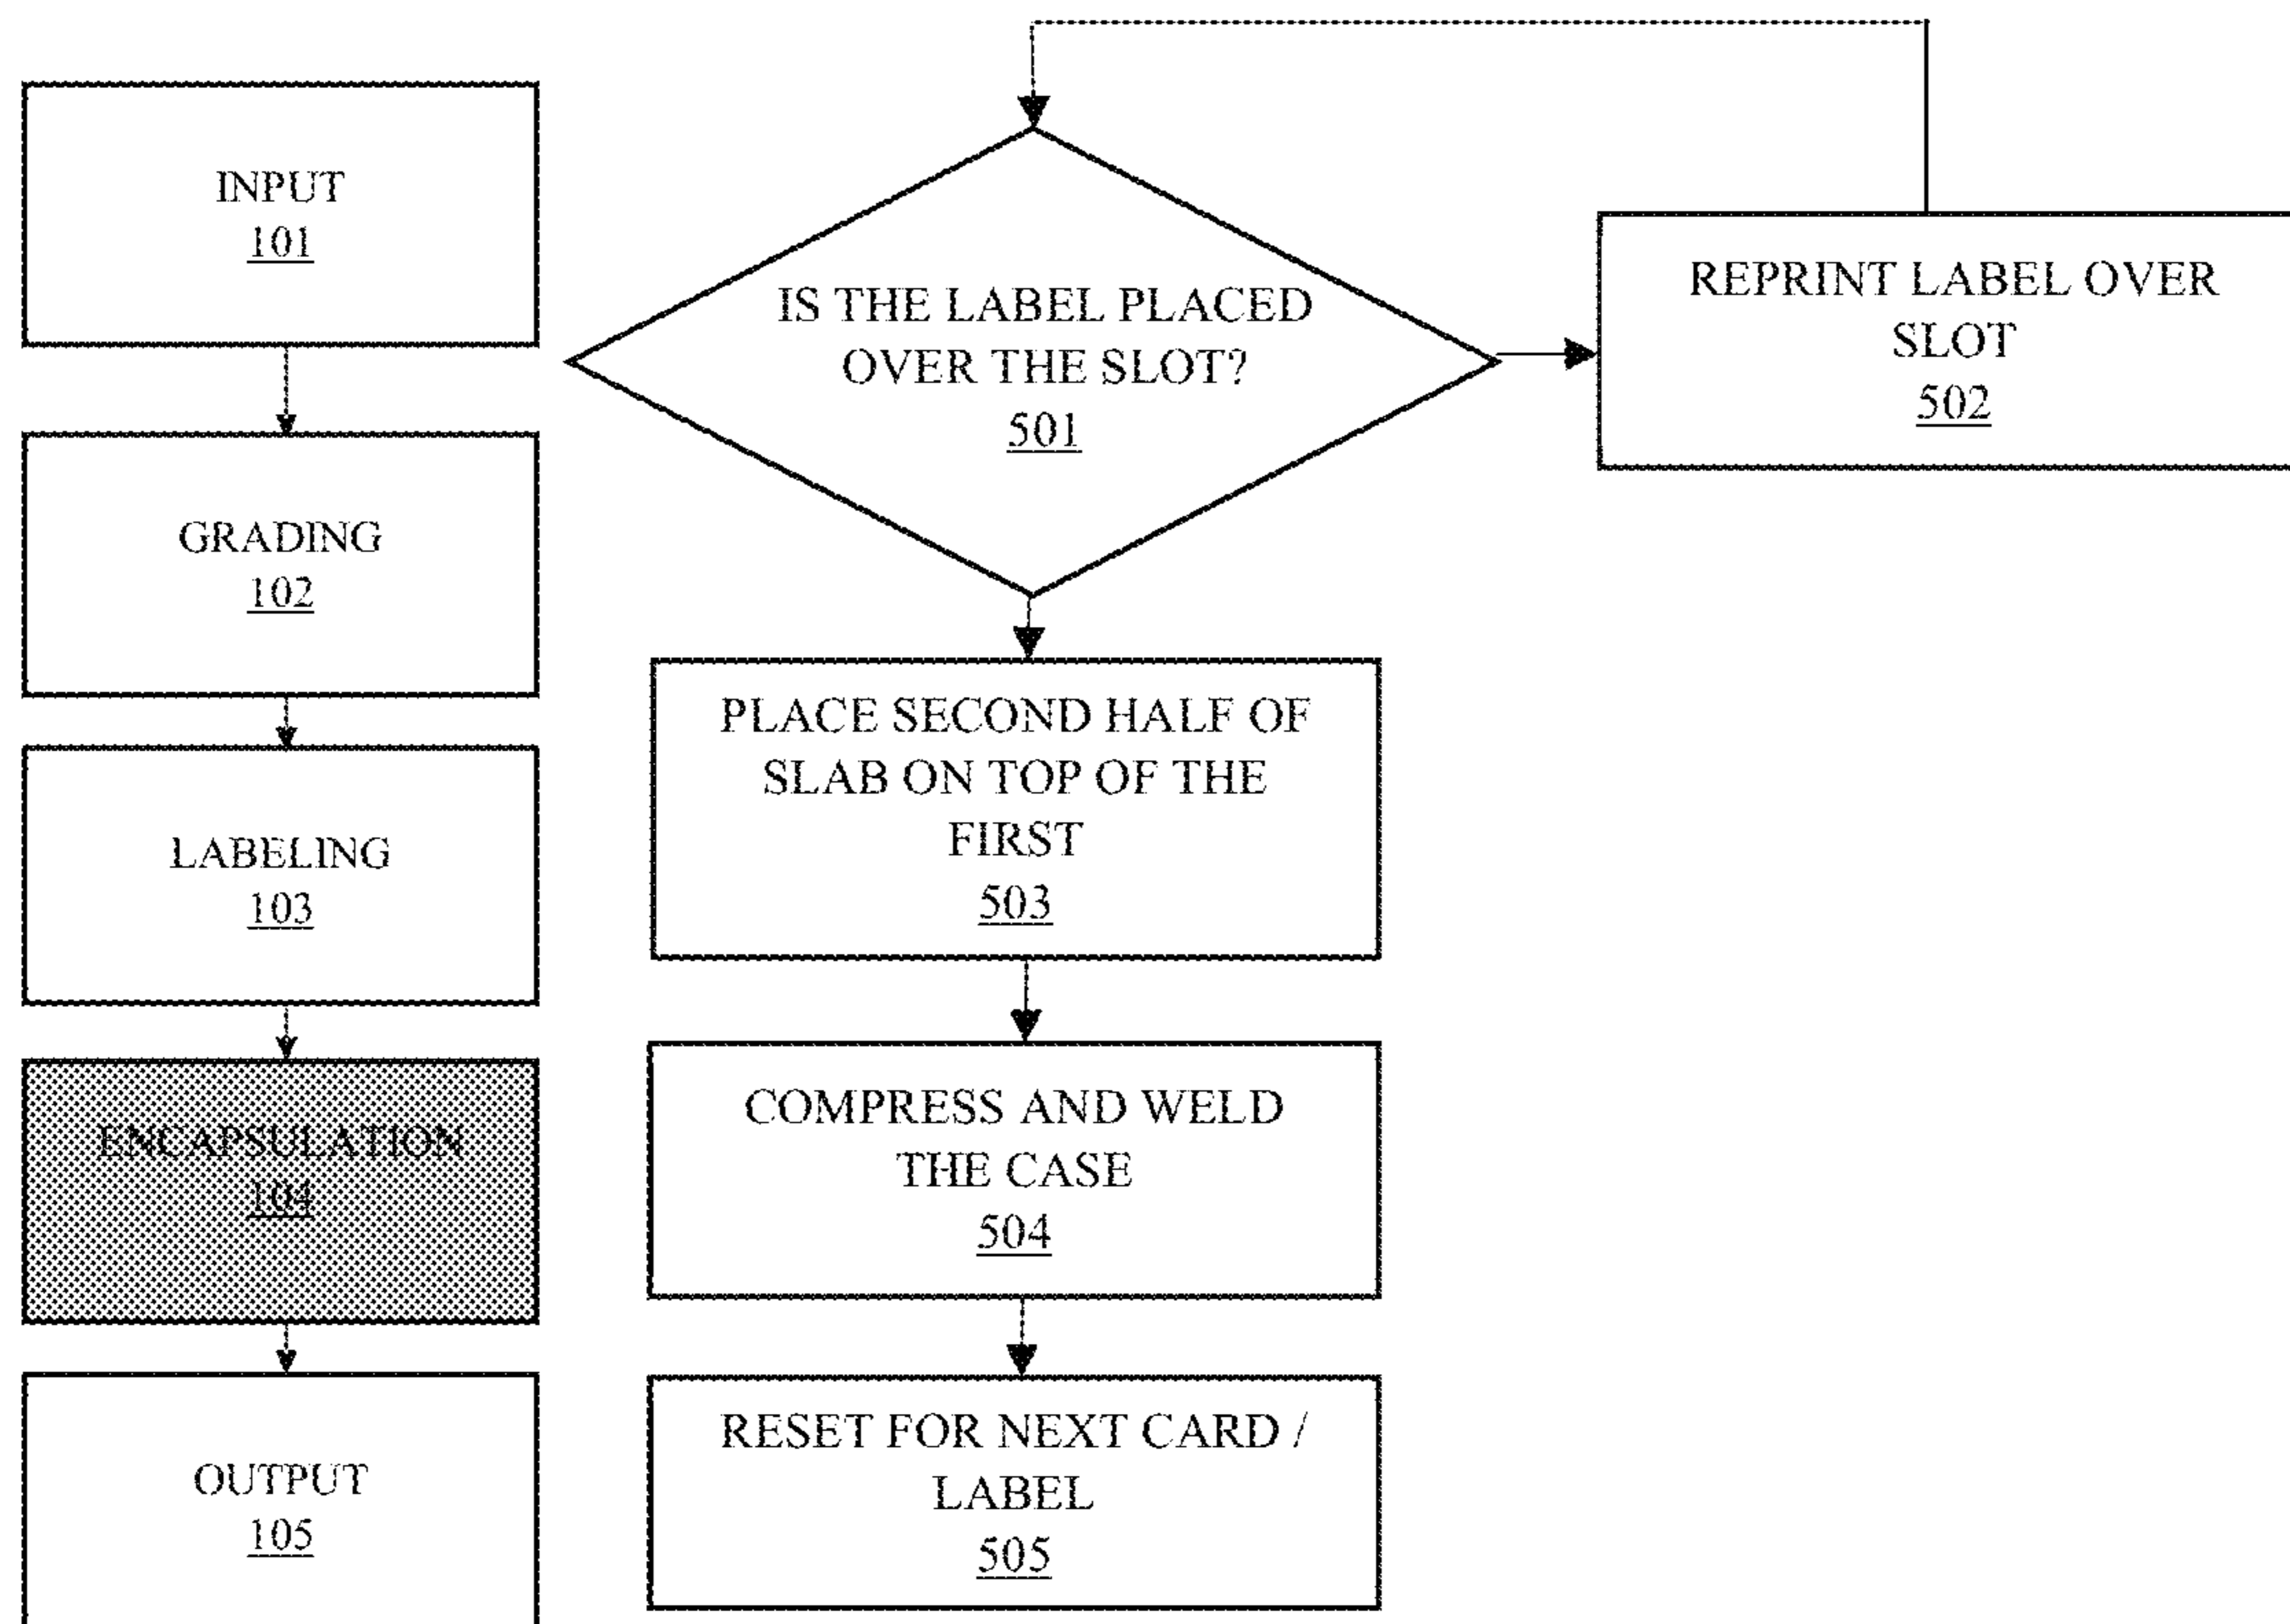 INPUT
101
GRADING
102
LABELING
103
ENCAPSULATION
104
OUTPUT
105
IS THE LABEL PLACED
OVER THE SLOT?
501
REPRINT LABEL OVER
SLOT
502
PLACE SECOND HALF OF
SLAB ON TOP OF THE
FIRST
503
COMPRESS AND WELD
THE CASE
504
RESET FOR NEXT CARD /
LABEL
505